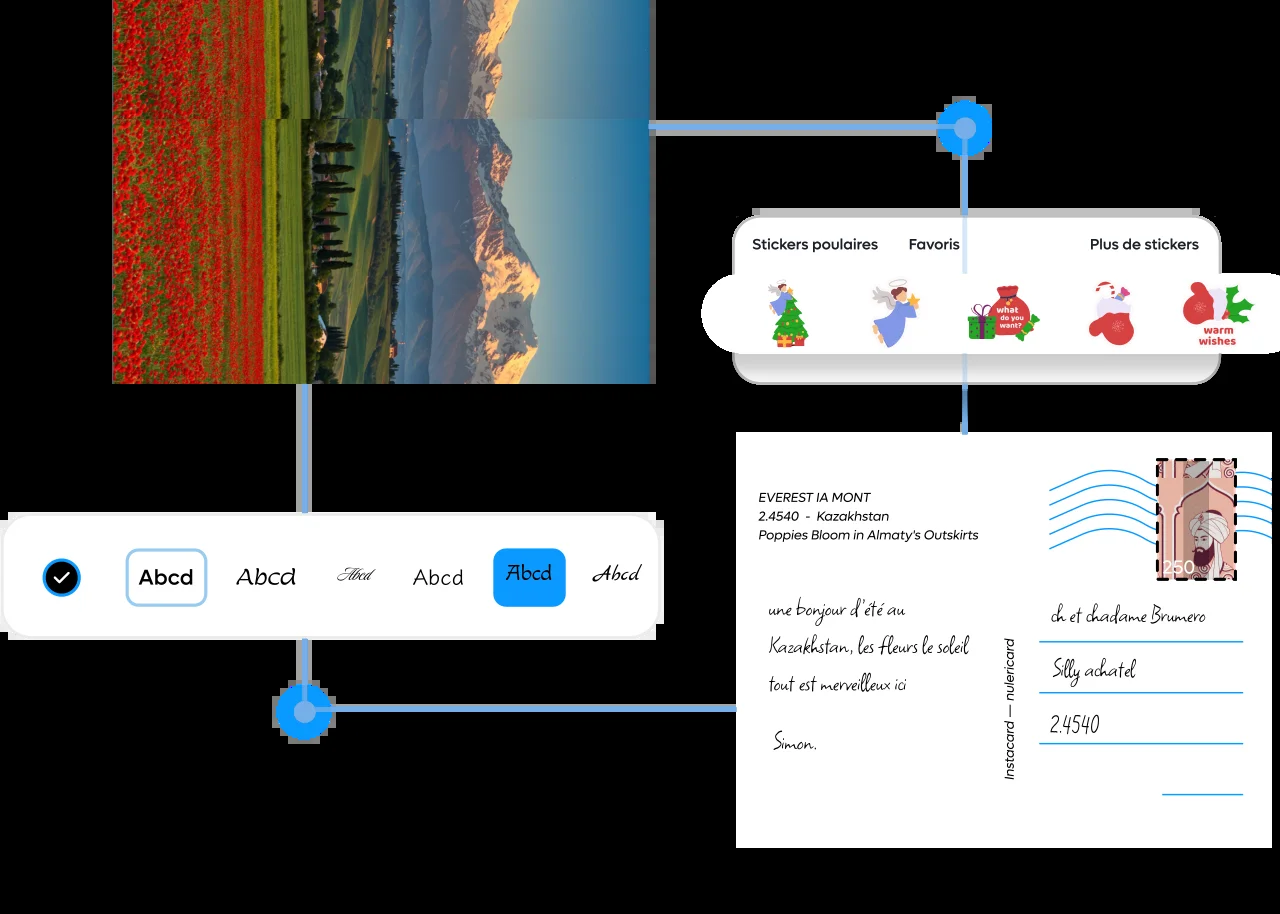 Stickers poulaires Favoris Plus de stickers
what
do you
want?
warm
wishes
Abcd Abcd Abcd Abcd Abcd Abcd
EVEREST IA MONT
2.4540 - Kazakhstan
Poppies Bloom in Almaty's Outskirts
250
une bonjour d'été au
Kazakhstan, les fleurs le soleil
tout est merveilleux ici
Simon.
Instacard — nulericard
ch et chadame Brumero
Silly achatel
2.4540